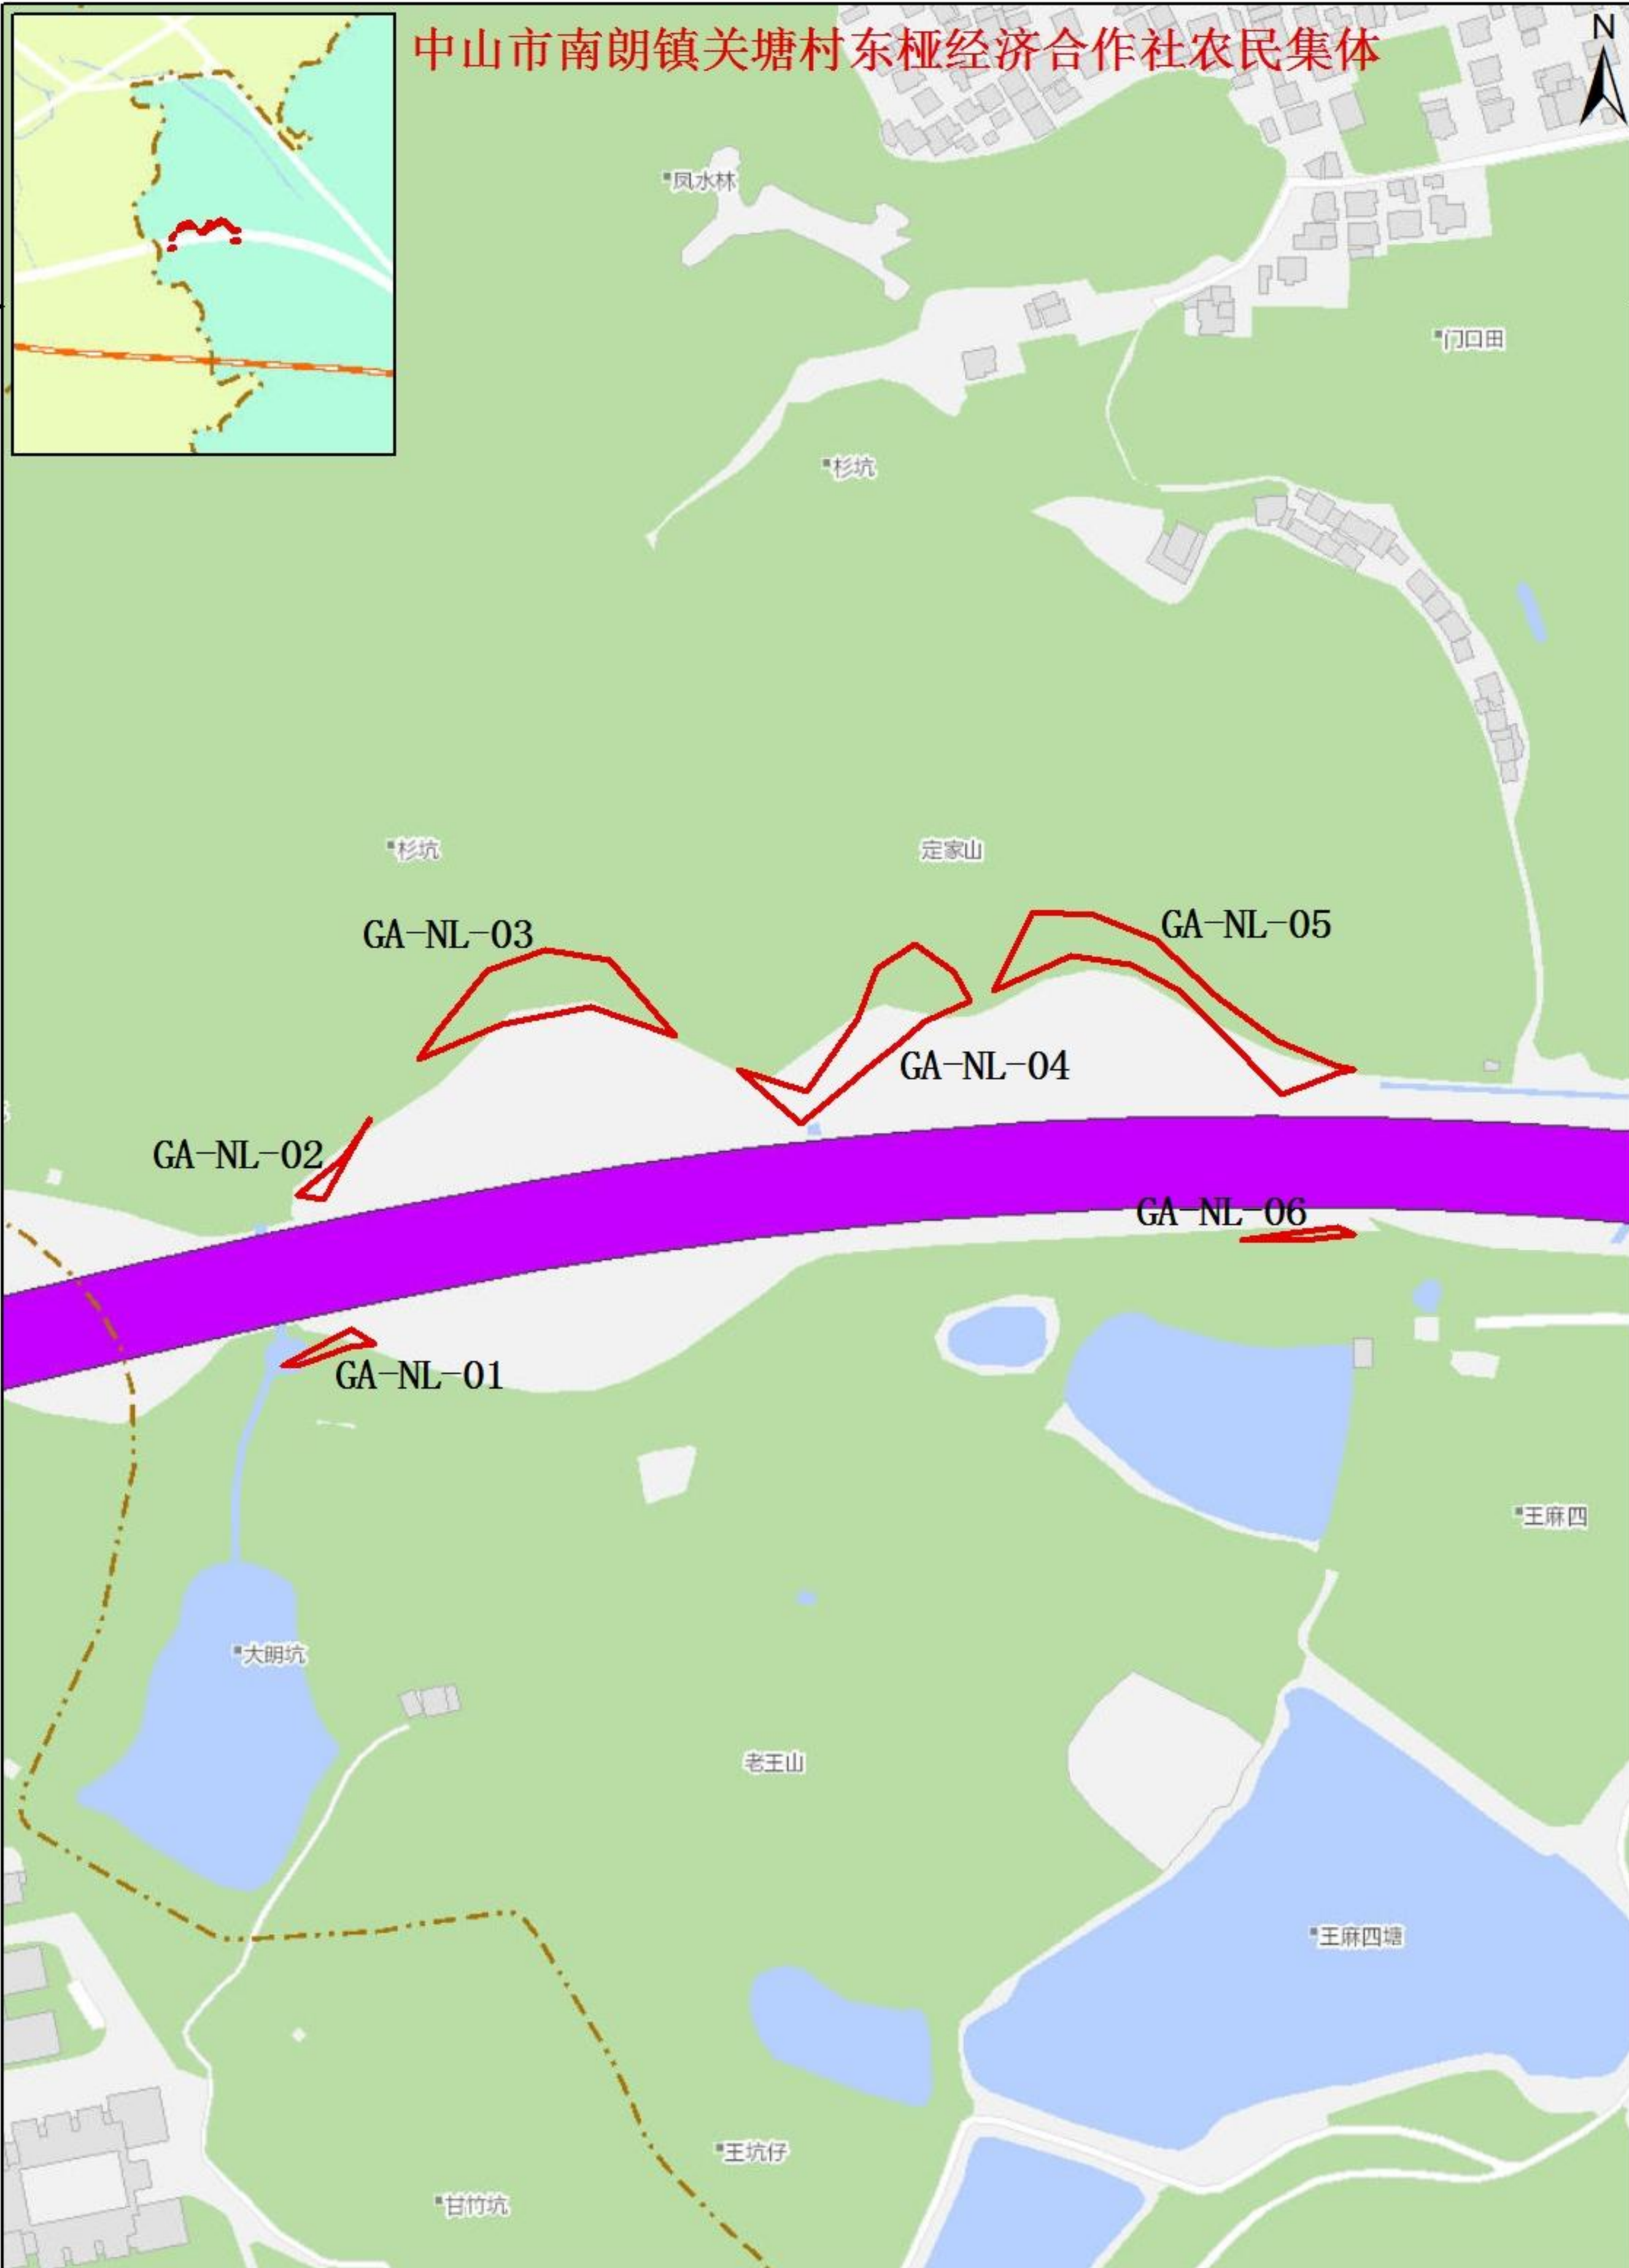 中山市南朗镇关塘村东桠经济合作社农民集体
N
凤水林
门口田
杉坑
杉坑
定家山
GA-NL-03
GA-NL-05
GA-NL-04
GA-NL-02
GA-NL-06
GA-NL-01
王麻四
大朗坑
老王山
王麻四塘
王坑仔
甘竹坑